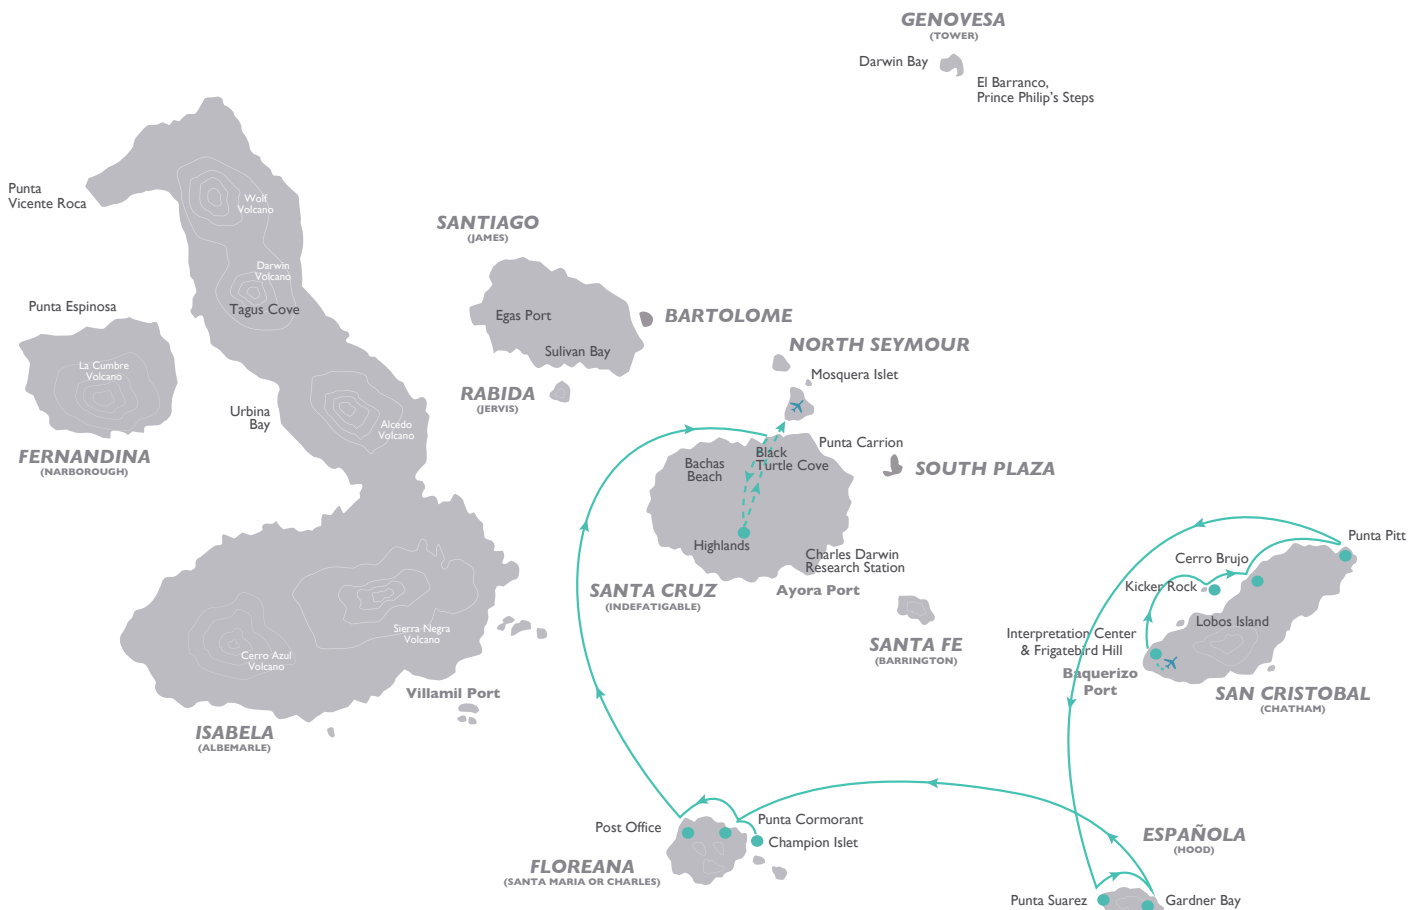 GENOVESA
(TOWER)
Darwin Bay
El Barranco,
Prince Philip's Steps
Punta
Vicente Roca
Wolf
Volcano
Darwin
Volcano
Tagus Cove
Punta Espinosa
La Cumbre
Volcano
FERNANDINA
(NARBOROUGH)
Urbina
Bay
Alcedo
Volcano
SANTIAGO
(JAMES)
Egas Port
Sulivan Bay
BARTOLOME
RABIDA
(JERVIS)
NORTH SEYMOUR
Mosquera Islet
Punta Carrion
Black
Turtle Cove
Bachas
Beach
SOUTH PLAZA
Highlands
Charles Darwin
Research Station
SANTA CRUZ
(INDEFATIGABLE)
Ayora Port
SANTA FE
(BARRINGTON)
Punta Pitt
Cerro Brujo
Kicker Rock
Lobos Island
Interpretation Center
& Frigatebird Hill
Baquerizo
Port
SAN CRISTOBAL
(CHATHAM)
Sierra Negra
Volcano
Cerro Azul
Volcano
Villamil Port
ISABELA
(ALBEMARLE)
Post Office
Punta Cormorant
Champion Islet
FLOREANA
(SANTA MARIA OR CHARLES)
ESPAÑOLA
(HOOD)
Punta Suarez
Gardner Bay